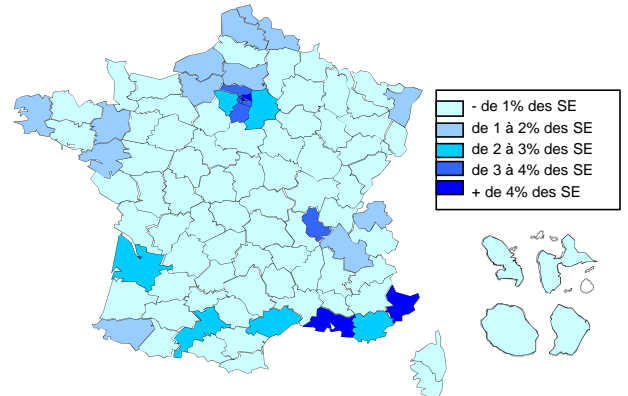 - de 1% des SE
de 1 à 2% des SE
de 2 à 3% des SE
de 3 à 4% des SE
+ de 4% des SE